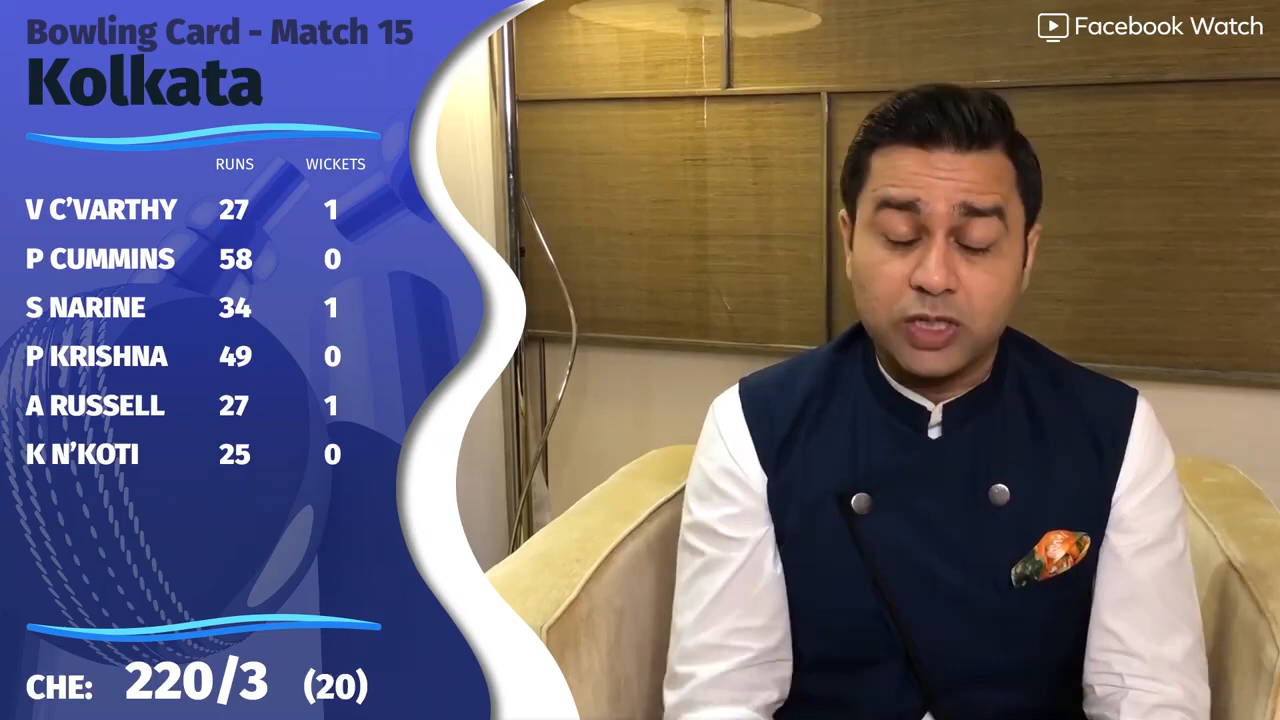 Bowling Card - Match 15
Kolkata
RUNS WICKETS
V C'VARTHY 27 1
P CUMMINS 58 0
S NARINE 34 1
P KRISHNA 49 0
A RUSSELL 27 1
K N'KOTI 25 0
CHE: 220/3 (20)
Facebook Watch